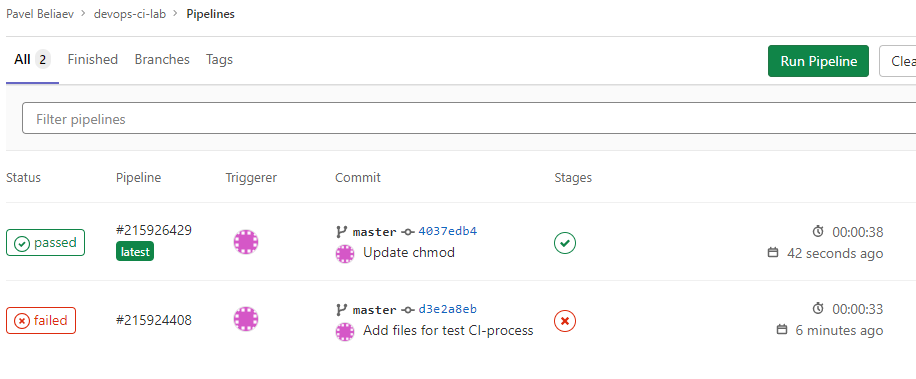 Pavel Beliaev > devops-ci-lab > Pipelines
All 2 Finished Branches Tags Run Pipeline Clea
Filter pipelines
Status Pipeline Triggerer Commit Stages
passed #215926429 latest master 4037edb4 00:00:38
Update chmod 42 seconds ago
failed #215924408 master d3e2a8eb 00:00:33
Add files for test CI-process 6 minutes ago